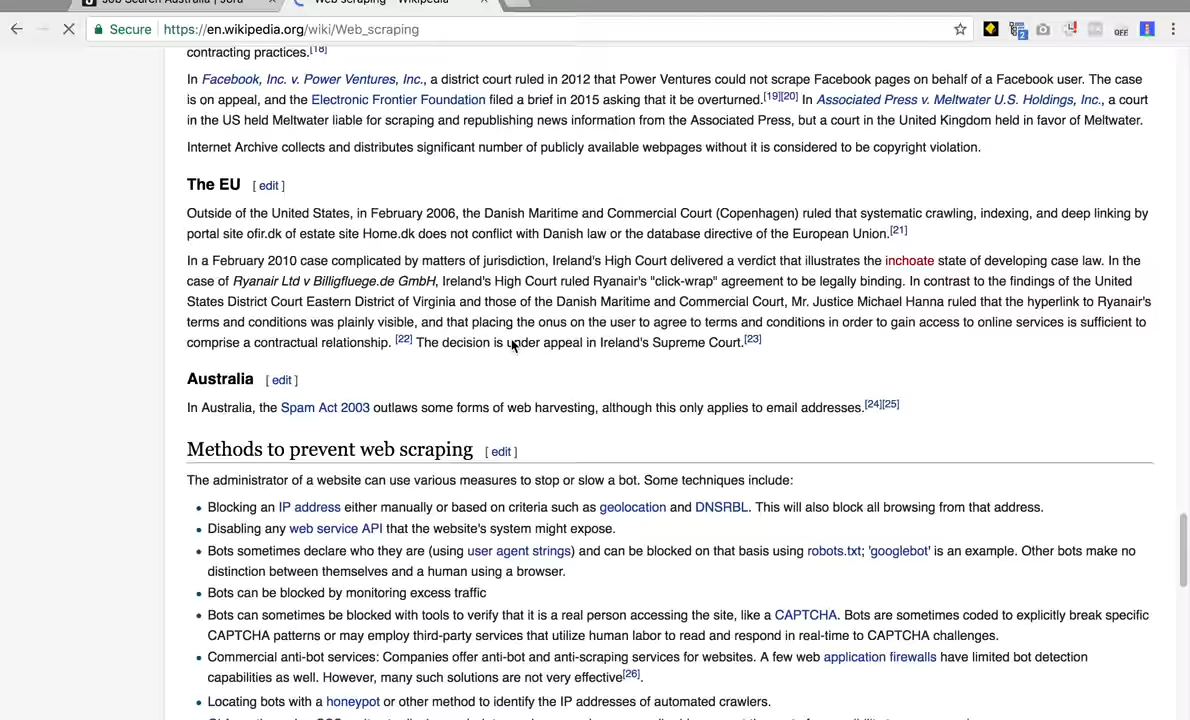 Job Search Australia | Jora
Web scraping - Wikipedia
Secure https://en.wikipedia.org/wiki/Web_scraping
2
OFF
contracting practices.[18]
In Facebook, Inc. v. Power Ventures, Inc., a district court ruled in 2012 that Power Ventures could not scrape Facebook pages on behalf of a Facebook user. The case
is on appeal, and the Electronic Frontier Foundation filed a brief in 2015 asking that it be overturned.[19][20] In Associated Press v. Meltwater U.S. Holdings, Inc., a court
in the US held Meltwater liable for scraping and republishing news information from the Associated Press, but a court in the United Kingdom held in favor of Meltwater.
Internet Archive collects and distributes significant number of publicly available webpages without it is considered to be copyright violation.
The EU [ edit ]
Outside of the United States, in February 2006, the Danish Maritime and Commercial Court (Copenhagen) ruled that systematic crawling, indexing, and deep linking by
portal site ofir.dk of estate site Home.dk does not conflict with Danish law or the database directive of the European Union.[21]
In a February 2010 case complicated by matters of jurisdiction, Ireland's High Court delivered a verdict that illustrates the inchoate state of developing case law. In the
case of Ryanair Ltd v Billigfluege.de GmbH, Ireland's High Court ruled Ryanair's "click-wrap" agreement to be legally binding. In contrast to the findings of the United
States District Court Eastern District of Virginia and those of the Danish Maritime and Commercial Court, Mr. Justice Michael Hanna ruled that the hyperlink to Ryanair's
terms and conditions was plainly visible, and that placing the onus on the user to agree to terms and conditions in order to gain access to online services is sufficient to
comprise a contractual relationship. [22] The decision is under appeal in Ireland's Supreme Court.[23]
Australia [ edit ]
In Australia, the Spam Act 2003 outlaws some forms of web harvesting, although this only applies to email addresses.[24][25]
Methods to prevent web scraping [ edit ]
The administrator of a website can use various measures to stop or slow a bot. Some techniques include:
• Blocking an IP address either manually or based on criteria such as geolocation and DNSRBL. This will also block all browsing from that address.
• Disabling any web service API that the website's system might expose.
• Bots sometimes declare who they are (using user agent strings) and can be blocked on that basis using robots.txt; 'googlebot' is an example. Other bots make no
distinction between themselves and a human using a browser.
• Bots can be blocked by monitoring excess traffic
• Bots can sometimes be blocked with tools to verify that it is a real person accessing the site, like a CAPTCHA. Bots are sometimes coded to explicitly break specific
CAPTCHA patterns or may employ third-party services that utilize human labor to read and respond in real-time to CAPTCHA challenges.
• Commercial anti-bot services: Companies offer anti-bot and anti-scraping services for websites. A few web application firewalls have limited bot detection
capabilities as well. However, many such solutions are not very effective[26].
• Locating bots with a honeypot or other method to identify the IP addresses of automated crawlers.